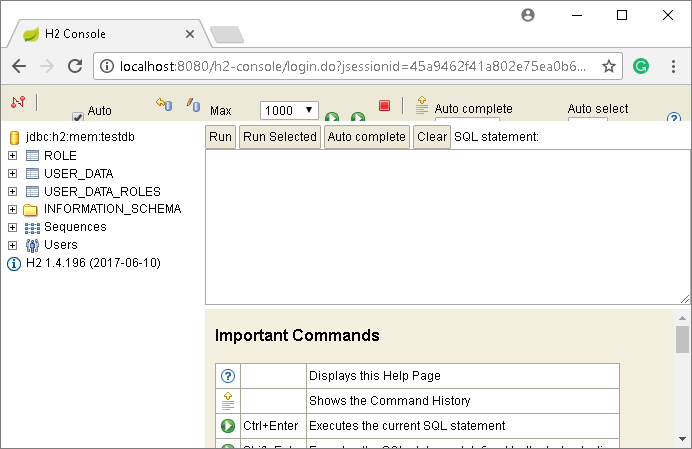 H2 Console
localhost:8080/h2-console/login.do?jsessionid=45a9462f41a802e75ea0b6...
Auto
Max
1000
Auto complete
Auto select
jdbc:h2:mem:testdb
ROLE
USER_DATA
USER_DATA_ROLES
INFORMATION_SCHEMA
Sequences
Users
H2 1.4.196 (2017-06-10)
Run Run Selected Auto complete Clear SQL statement:
Important Commands
Displays this Help Page
Shows the Command History
Ctrl+Enter Executes the current SQL statement